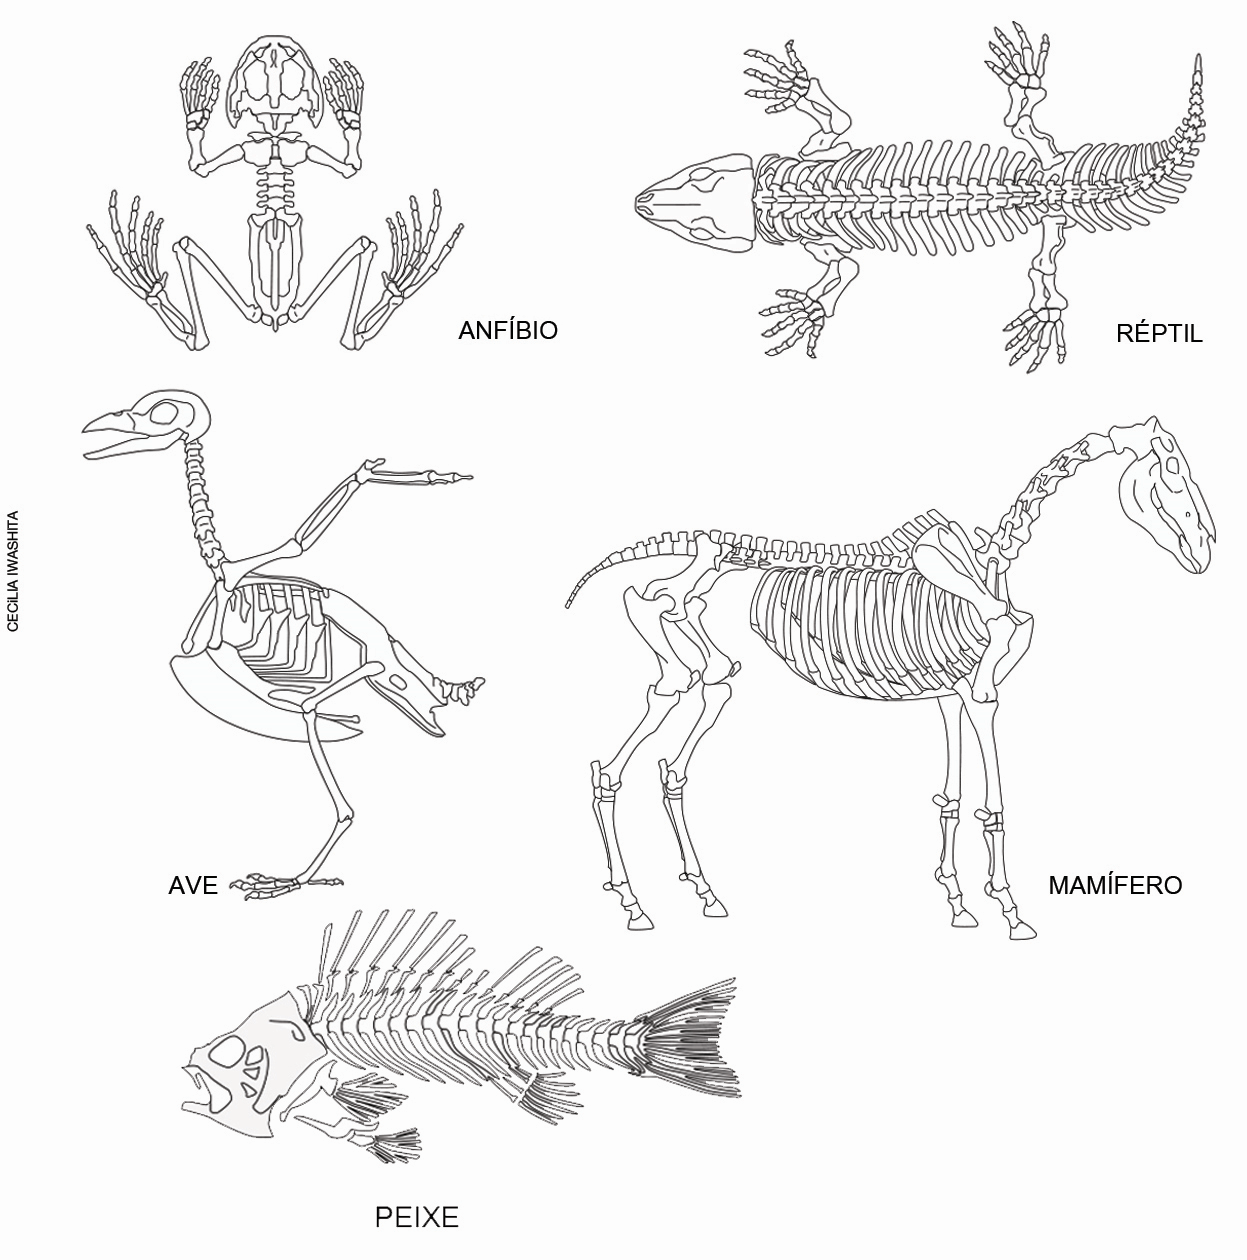 ANFÍBIO
RÉPTIL
CECILIA IWASHITA
AVE
MAMÍFERO
PEIXE